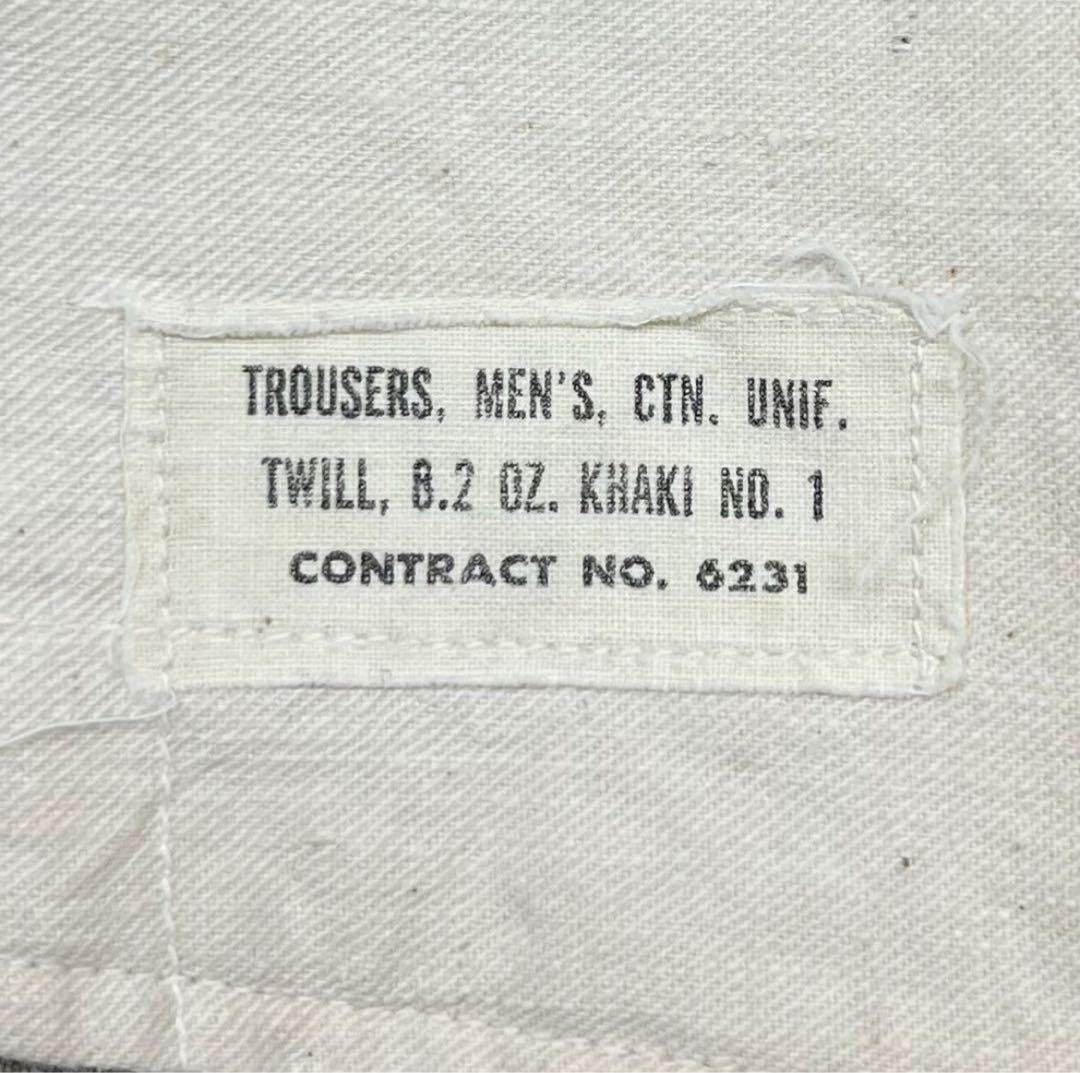 TROUSERS, MEN'S, CTN. UNIF.
TWILL, 8.2 OZ. KHAKI NO. 1
CONTRACT NO. 6231